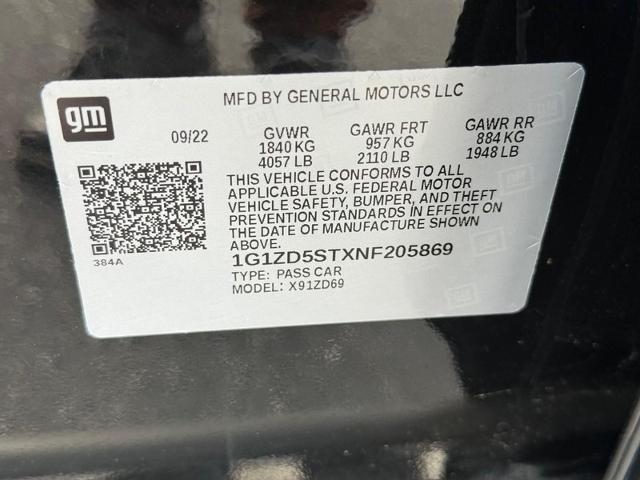 gm
MFD BY GENERAL MOTORS LLC
09/22
GVWR
1840 KG
4057 LB
GAWR FRT
957 KG
2110 LB
GAWR RR
884 KG
1948 LB
THIS VEHICLE CONFORMS TO ALL
APPLICABLE U.S. FEDERAL MOTOR
VEHICLE SAFETY, BUMPER, AND THEFT
PREVENTION STANDARDS IN EFFECT ON
THE DATE OF MANUFACTURE SHOWN
ABOVE.
384A
1G1ZD5STXNF205869
TYPE: PASS CAR
MODEL: X91ZD69